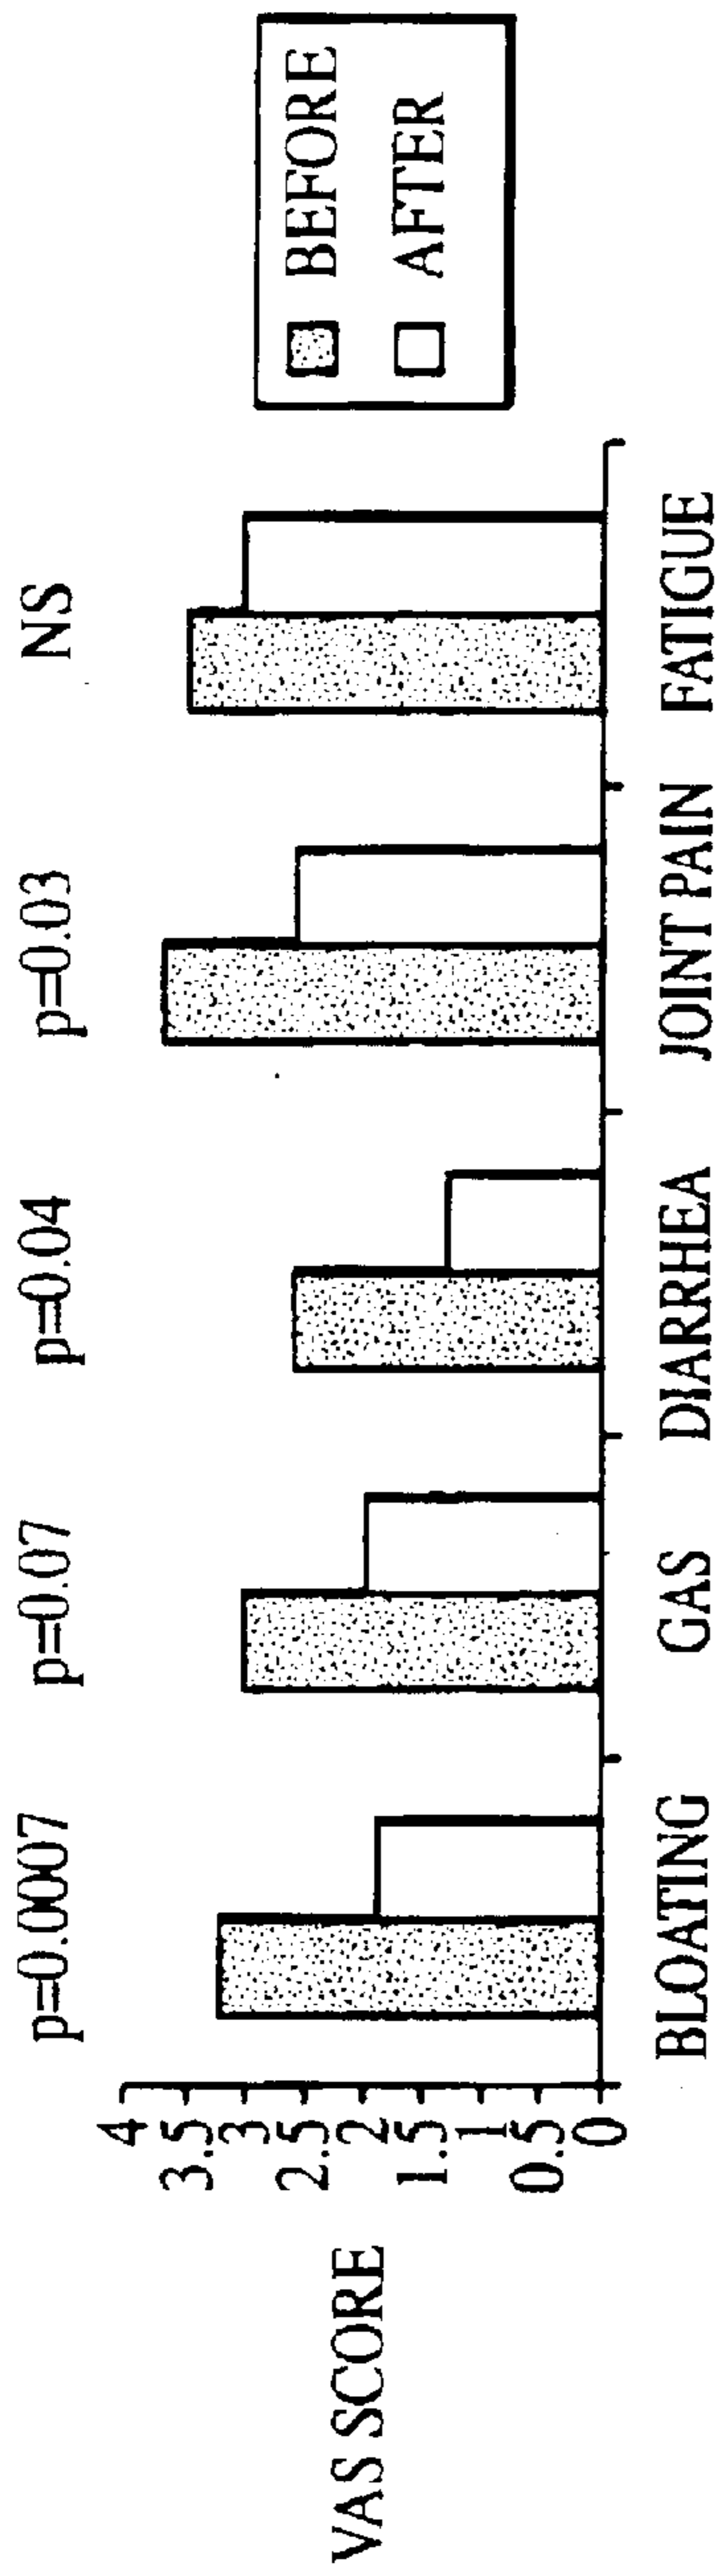 p=0.0007 p=0.07 p=0.04 p=0.03 NS
BEFORE
AFTER
VAS SCORE
4
3.5
3
2.5
2
1.5
1
0.5
0
BLOATING GAS DIARRHEA JOINT PAIN FATIGUE